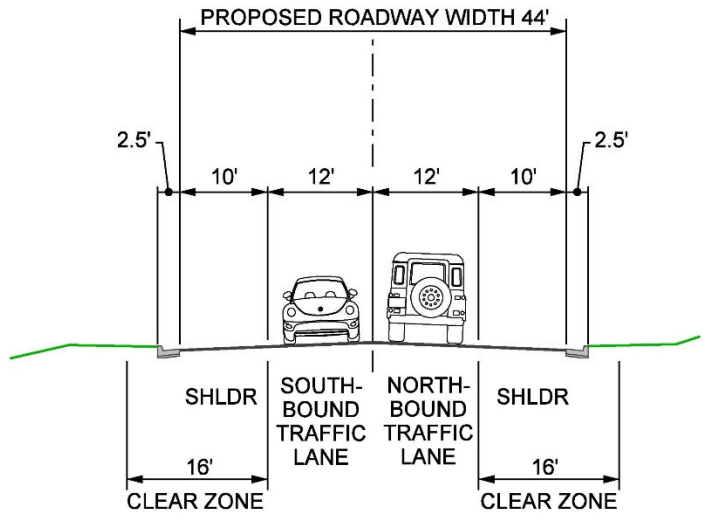 PROPOSED ROADWAY WIDTH 44'
2.5'
2.5'
10'
12'
12'
10'
SHLDR
SOUTH-
BOUND
TRAFFIC
LANE
NORTH-
BOUND
TRAFFIC
LANE
SHLDR
16'
16'
CLEAR ZONE
CLEAR ZONE